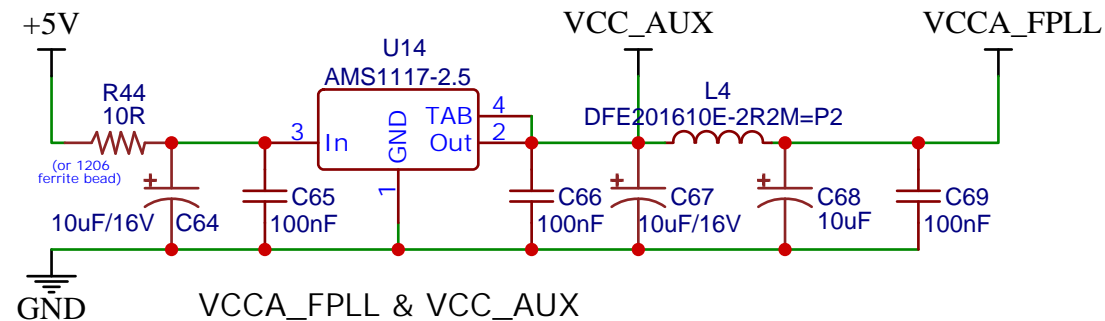 +5V
VCC_AUX
VCCA_FPLL
U14
AMS1117-2.5
R44
10R
L4
DFE201610E-2R2M=P2
TAB
4
3
In
GND
Out
2
1
(or 1206
ferrite bead)
+
10uF/16V
C64
C65
100nF
C66
100nF
+
C67
10uF/16V
+
C68
10uF
C69
100nF
GND
VCCA_FPLL & VCC_AUX